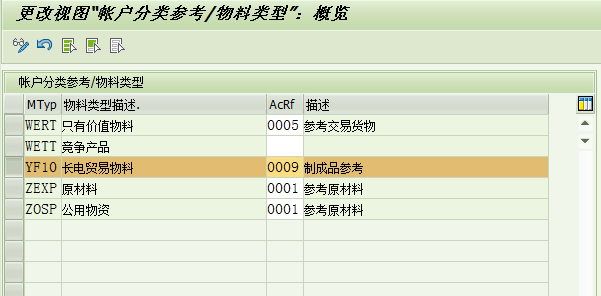 更改视图“帐户分类参考/物料类型”：概览
帐户分类参考/物料类型
MTyp 物料类型描述. AcRf 描述
WERT 只有价值物料 0005 参考交易货物
WETT 竟争产品
YF10 长电贸易物料 0009 制成品参考
ZEXP 原材料 0001 参考原材料
ZOSP 公用物资 0001 参考原材料